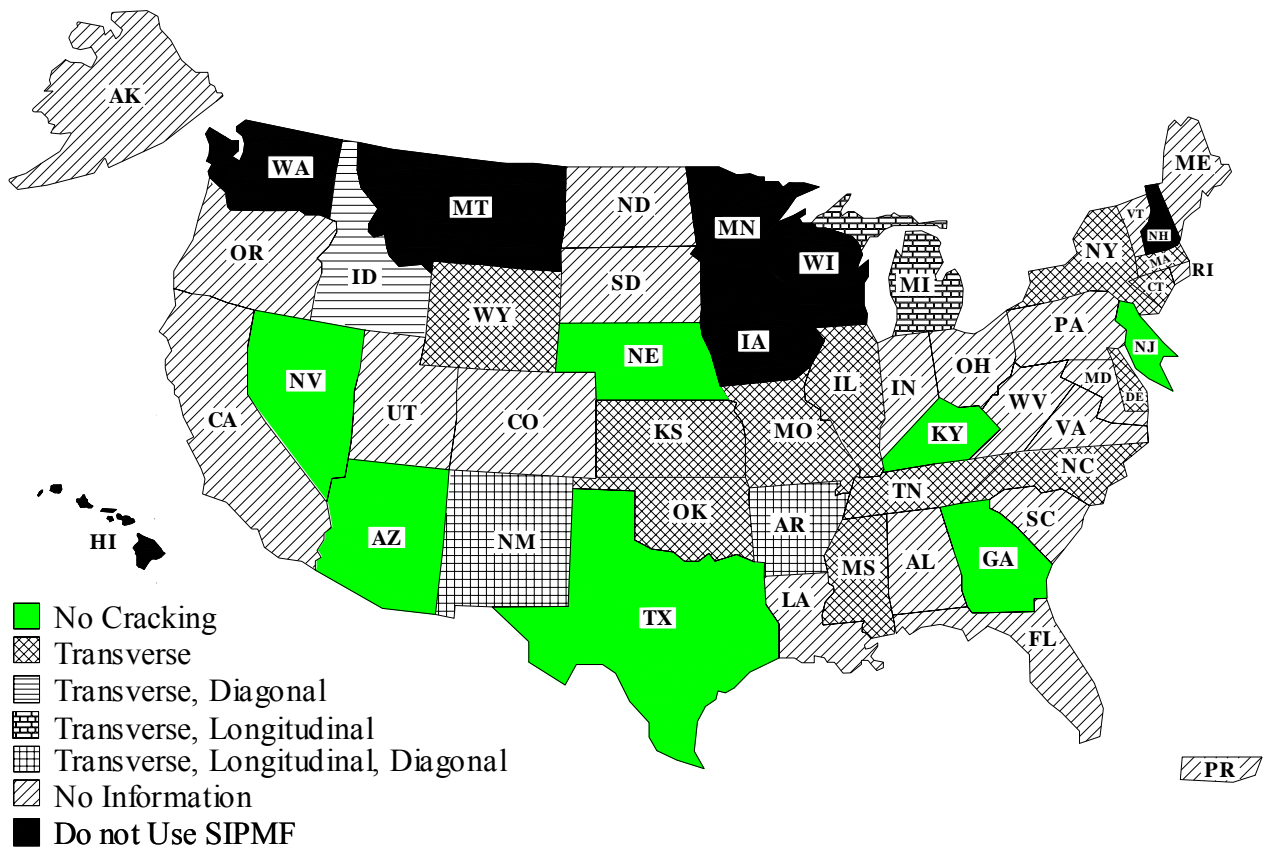 AK
WA
MT
ND
MN
ME
VT
NH
OR
ID
SD
WI
MI
NY
MA
RI
CT
WY
NE
IA
PA
NJ
NV
UT
CO
IL
IN
OH
MD
DE
CA
KS
MO
KY
WV
VA
NC
AZ
NM
OK
AR
TN
SC
HI
TX
LA
MS
AL
GA
FL
PR
No Cracking
Transverse
Transverse, Diagonal
Transverse, Longitudinal
Transverse, Longitudinal, Diagonal
No Information
Do not Use SIPMF